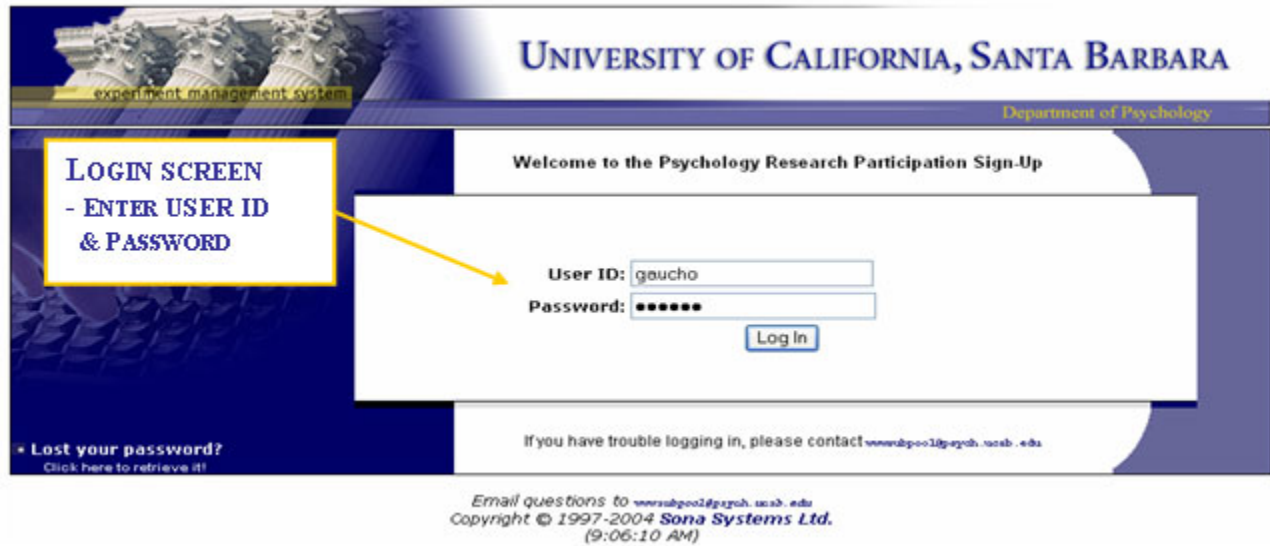 UNIVERSITY OF CALIFORNIA, SANTA BARBARA
experiment management system
Department of Psychology
LOGIN SCREEN
- ENTER USER ID
& PASSWORD
Welcome to the Psychology Research Participation Sign-Up
User ID: gaucho
Password: ●●●●●●
Log In
Lost your password?
Click here to retrieve it!
If you have trouble logging in, please contact
Email questions to
Copyright © 1997-2004 Sona Systems Ltd.
(9:06:10 AM)